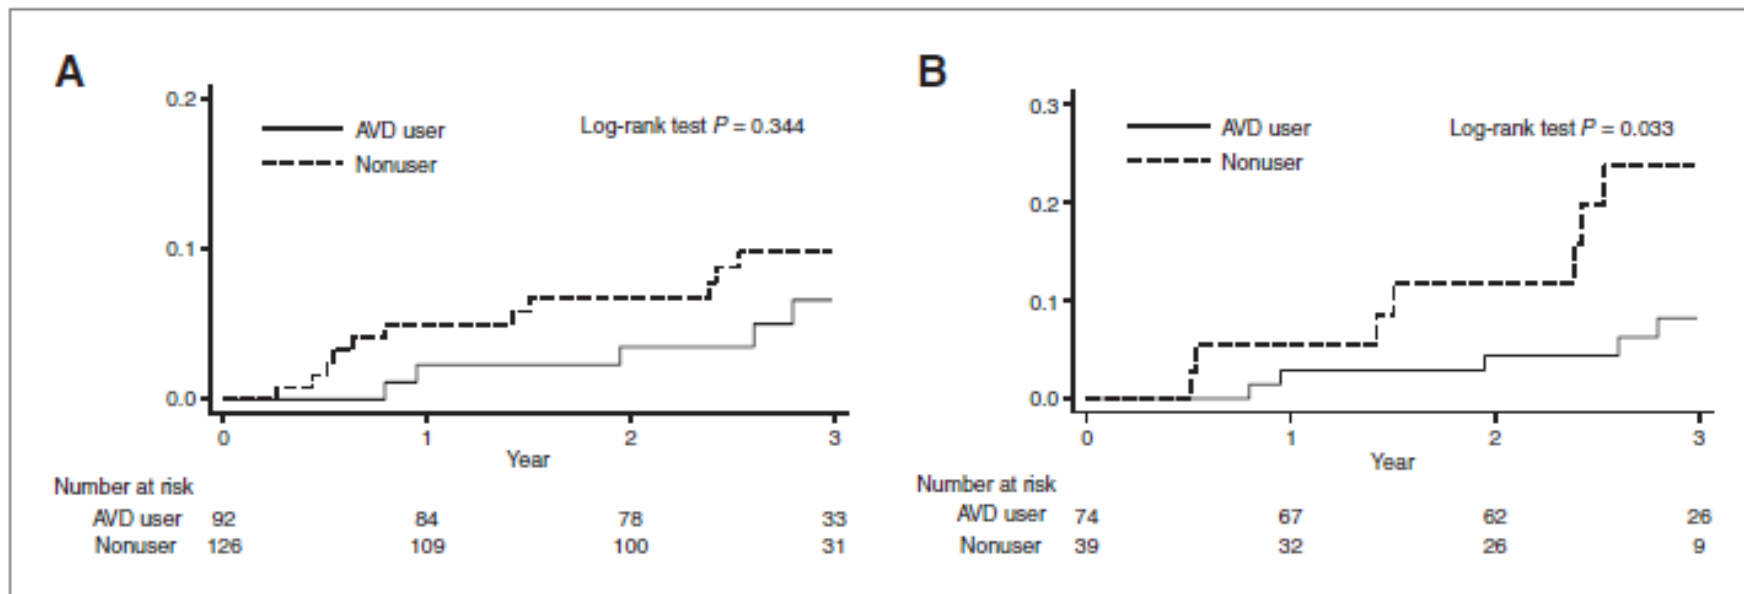 A
0.2
AVD user
Log-rank test P = 0.344
Nonuser
0.1
0.0
0 1 2 3
Year
Number at risk
AVD user 92 84 78 33
Nonuser 126 109 100 31
B
0.3
AVD user
Log-rank test P = 0.033
Nonuser
0.2
0.1
0.0
0 1 2 3
Year
Number at risk
AVD user 74 67 62 26
Nonuser 39 32 26 9